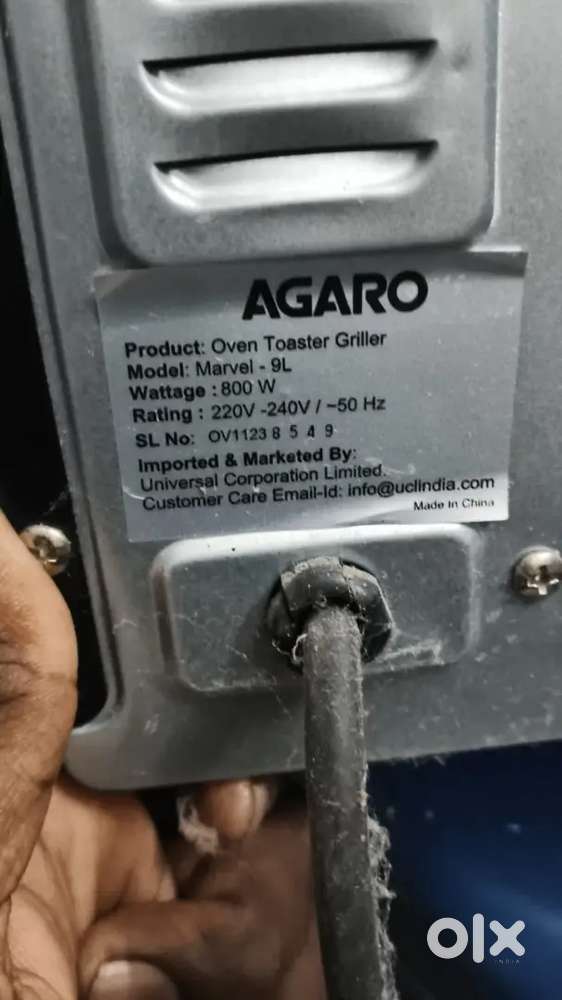 AGARO
Product: Oven Toaster Griller
Model: Marvel - 9L
Wattage : 800 W
Rating : 220V -240V / ~50 Hz
SL No: OV1123 8 5 4 9
Imported & Marketed By:
Universal Corporation Limited.
Customer Care Email-Id: info@uclindia.com
Made In China
olx
INDIA